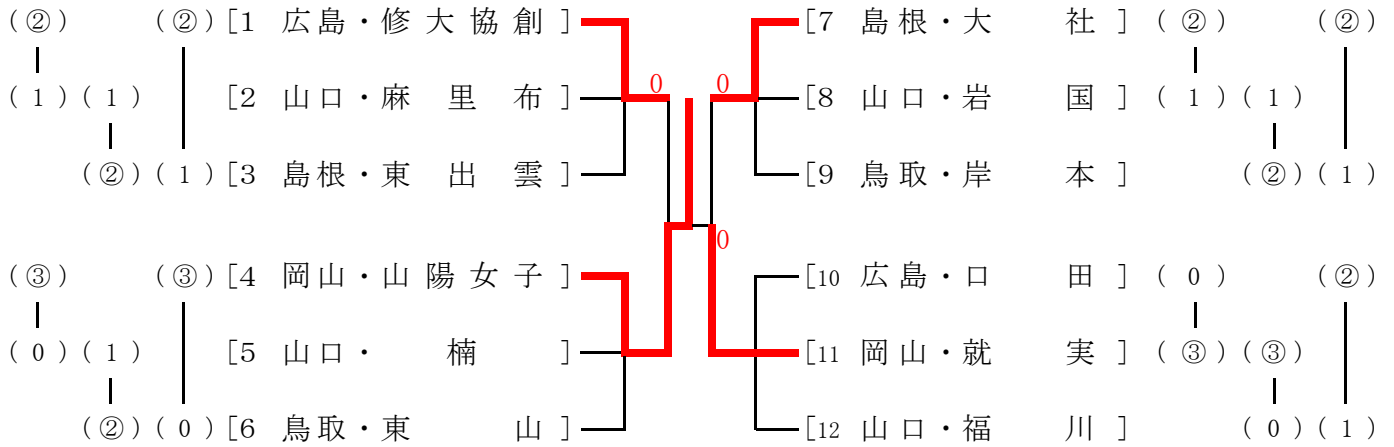 (②) (②) [1 広島・修大協創] [7 島根・大社] (②) (②)
0 0
(1) (1) [2 山口・麻里布] [8 山口・岩国] (1) (1)
(②) (1) [3 島根・東出雲] [9 鳥取・岸本] (②) (1)
0
(③) (③) [4 岡山・山陽女子] [10 広島・口田] (0) (②)
(0) (1) [5 山口・楠] [11 岡山・就実] (③) (③)
(②) (0) [6 鳥取・東山] [12 山口・福川] (0) (1)